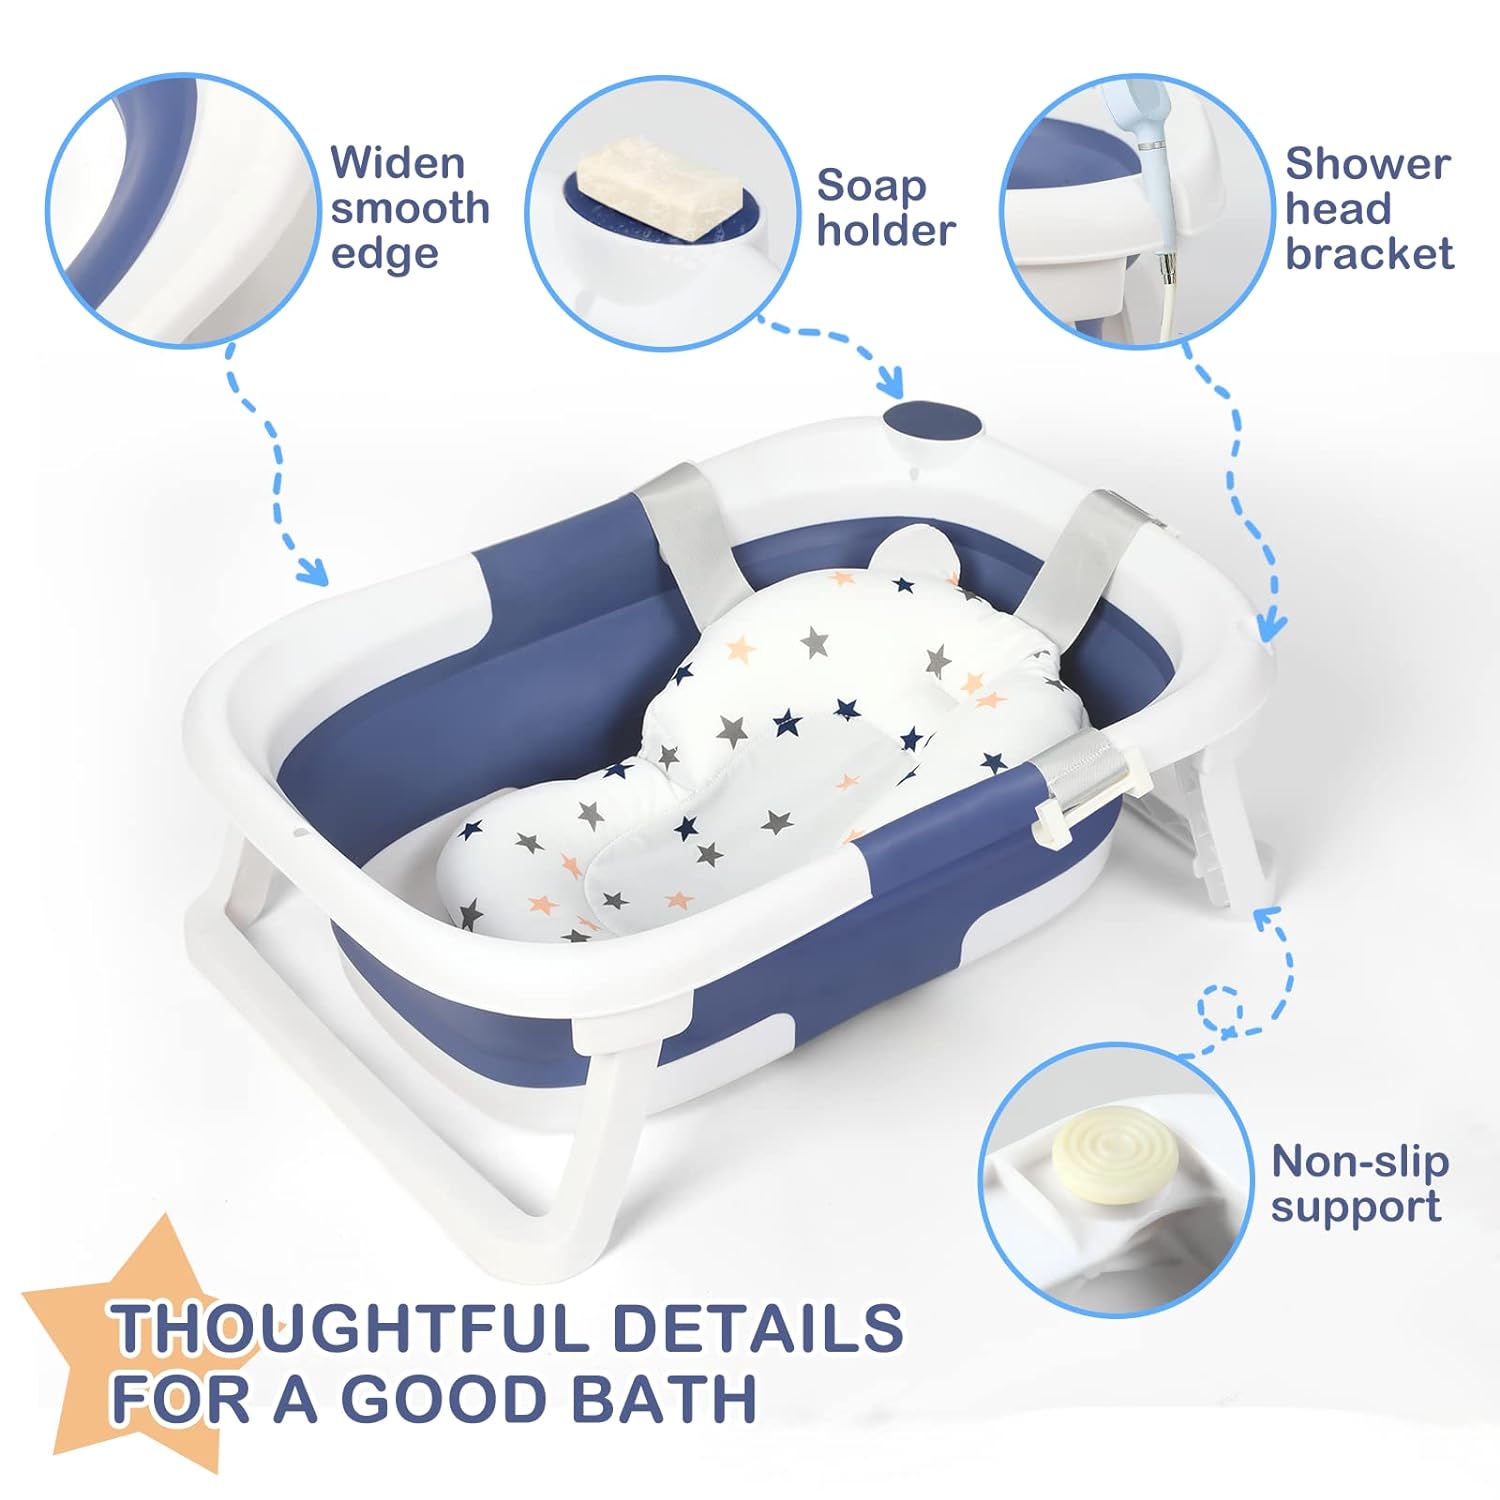 Widen
smooth
edge
Soap
holder
Shower
head
bracket
Non-slip
support
THOUGHTFUL DETAILS
FOR A GOOD BATH